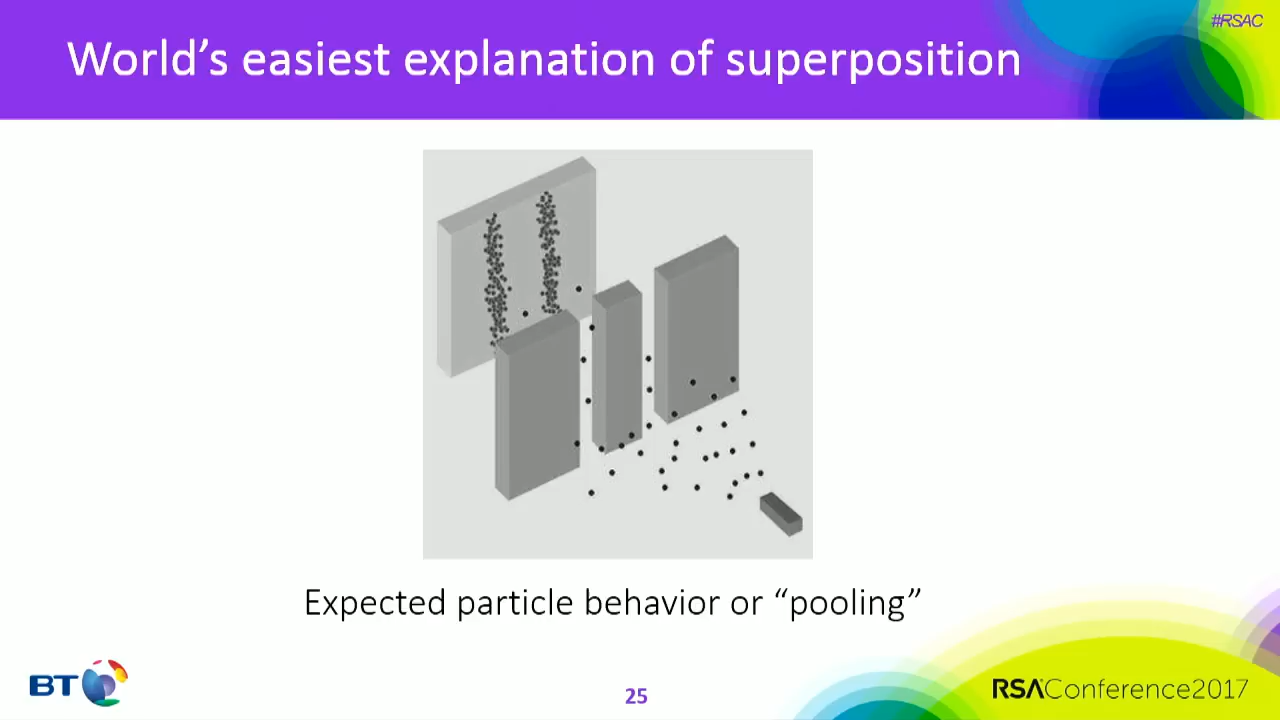 #RSAC
World's easiest explanation of superposition
Expected particle behavior or “pooling”
BT
25
RSAConference2017